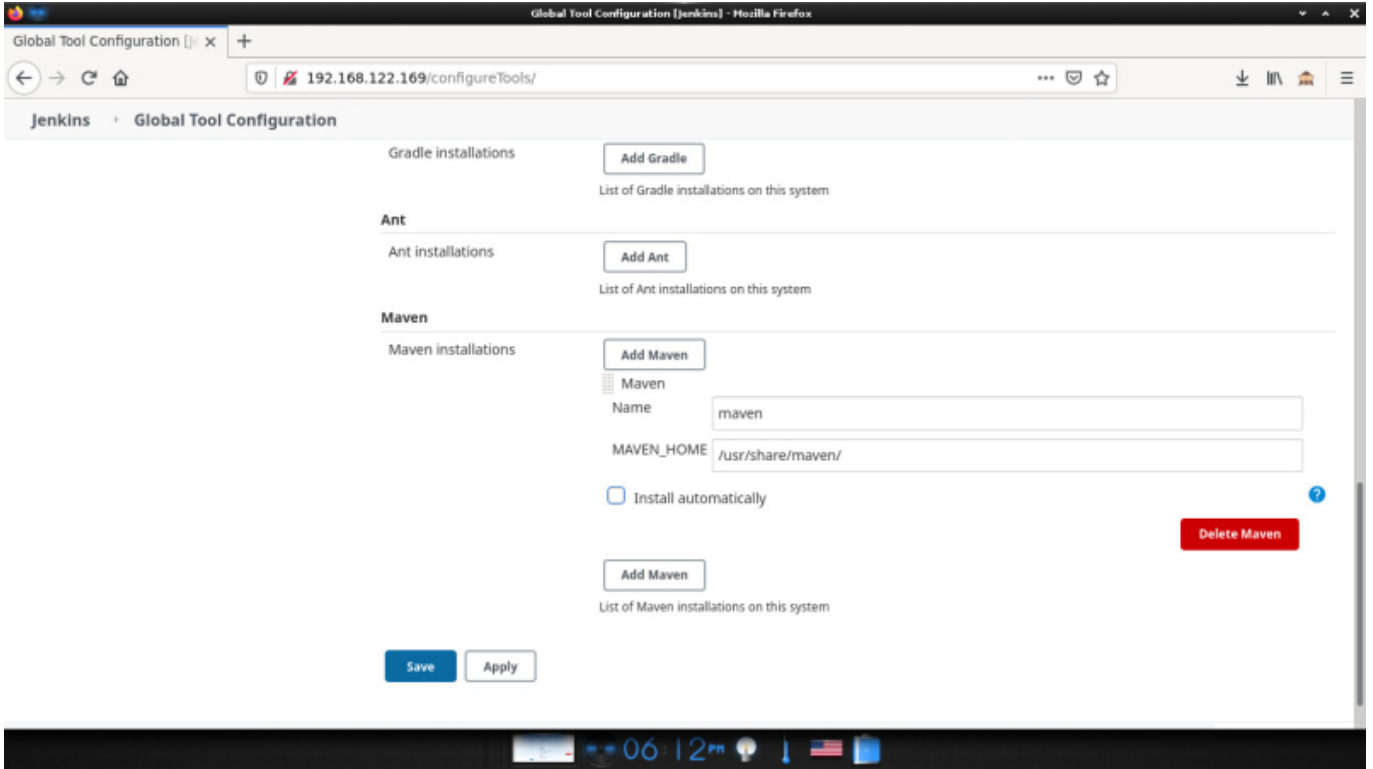 Global Tool Configuration [Jenkins] - Mozilla Firefox
Global Tool Configuration [Je
192.168.122.169/configureTools/
Jenkins Global Tool Configuration
Gradle installations
Add Gradle
List of Gradle installations on this system
Ant
Ant installations
Add Ant
List of Ant installations on this system
Maven
Maven installations
Add Maven
Maven
Name
maven
MAVEN_HOME
/usr/share/maven/
Install automatically
?
Delete Maven
Add Maven
List of Maven installations on this system
Save Apply
06:12PM